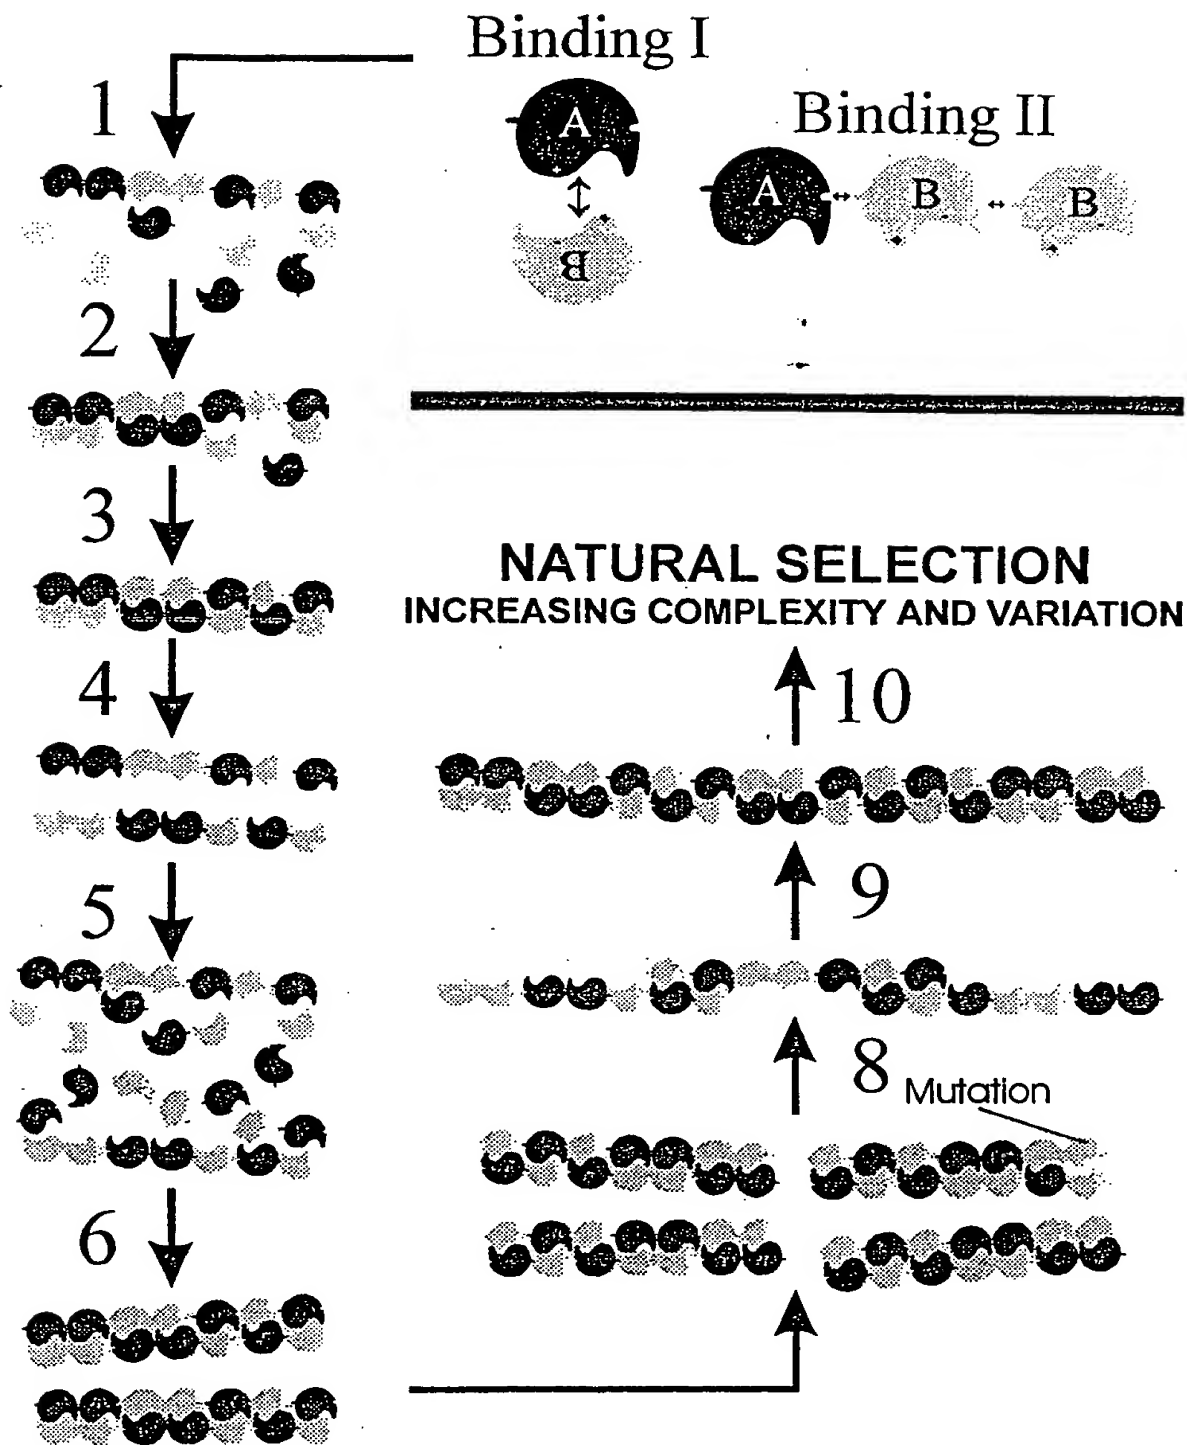 Binding I
A
B
Binding II
A
B
B
1
2
3
4
5
6
NATURAL SELECTION
INCREASING COMPLEXITY AND VARIATION
10
9
8
Mutation